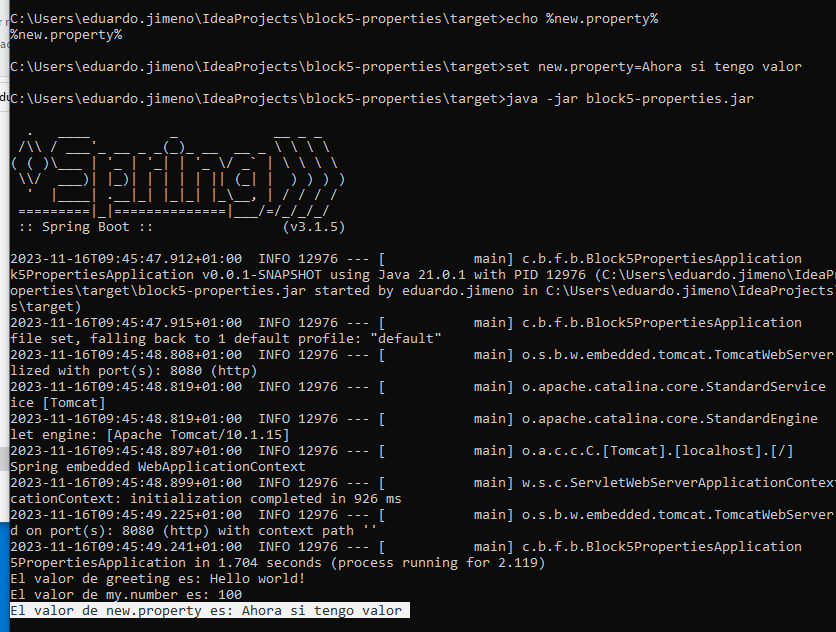 C:\Users\eduardo.jimeno\IdeaProjects\block5-properties\target>echo %new.property%
%new.property%
C:\Users\eduardo.jimeno\IdeaProjects\block5-properties\target>set new.property=Ahora si tengo valor
C:\Users\eduardo.jimeno\IdeaProjects\block5-properties\target>java -jar block5-properties.jar
  .   ____          _            __ _ _
 /\\ / ___'_ __ _ _(_)_ __  __ _ \ \ \ \
( ( )\___ | '_ | '_| | '_ \/ _` | \ \ \ \
 \\/  ___)| |_)| | | | | || (_| |  ) ) ) )
  '  |____| .__|_| |_|_| |_\__, | / / / /
 =========|_|==============|___/=/_/_/_/
 :: Spring Boot ::                (v3.1.5)
2023-11-16T09:45:47.912+01:00  INFO 12976 --- [           main] c.b.f.b.Block5PropertiesApplication
k5PropertiesApplication v0.0.1-SNAPSHOT using Java 21.0.1 with PID 12976 (C:\Users\eduardo.jimeno\IdeaPr
operties\target\block5-properties.jar started by eduardo.jimeno in C:\Users\eduardo.jimeno\IdeaProjects
s\target)
2023-11-16T09:45:47.915+01:00  INFO 12976 --- [           main] c.b.f.b.Block5PropertiesApplication
file set, falling back to 1 default profile: "default"
2023-11-16T09:45:48.808+01:00  INFO 12976 --- [           main] o.s.b.w.embedded.tomcat.TomcatWebServer
lized with port(s): 8080 (http)
2023-11-16T09:45:48.819+01:00  INFO 12976 --- [           main] o.apache.catalina.core.StandardService
ice [Tomcat]
2023-11-16T09:45:48.819+01:00  INFO 12976 --- [           main] o.apache.catalina.core.StandardEngine
let engine: [Apache Tomcat/10.1.15]
2023-11-16T09:45:48.897+01:00  INFO 12976 --- [           main] o.a.c.c.C.[Tomcat].[localhost].[/]
Spring embedded WebApplicationContext
2023-11-16T09:45:48.899+01:00  INFO 12976 --- [           main] w.s.c.ServletWebServerApplicationContex
cationContext: initialization completed in 926 ms
2023-11-16T09:45:49.225+01:00  INFO 12976 --- [           main] o.s.b.w.embedded.tomcat.TomcatWebServer
d on port(s): 8080 (http) with context path ''
2023-11-16T09:45:49.241+01:00  INFO 12976 --- [           main] c.b.f.b.Block5PropertiesApplication
5PropertiesApplication in 1.704 seconds (process running for 2.119)
El valor de greeting es: Hello world!
El valor de my.number es: 100
El valor de new.property es: Ahora si tengo valor